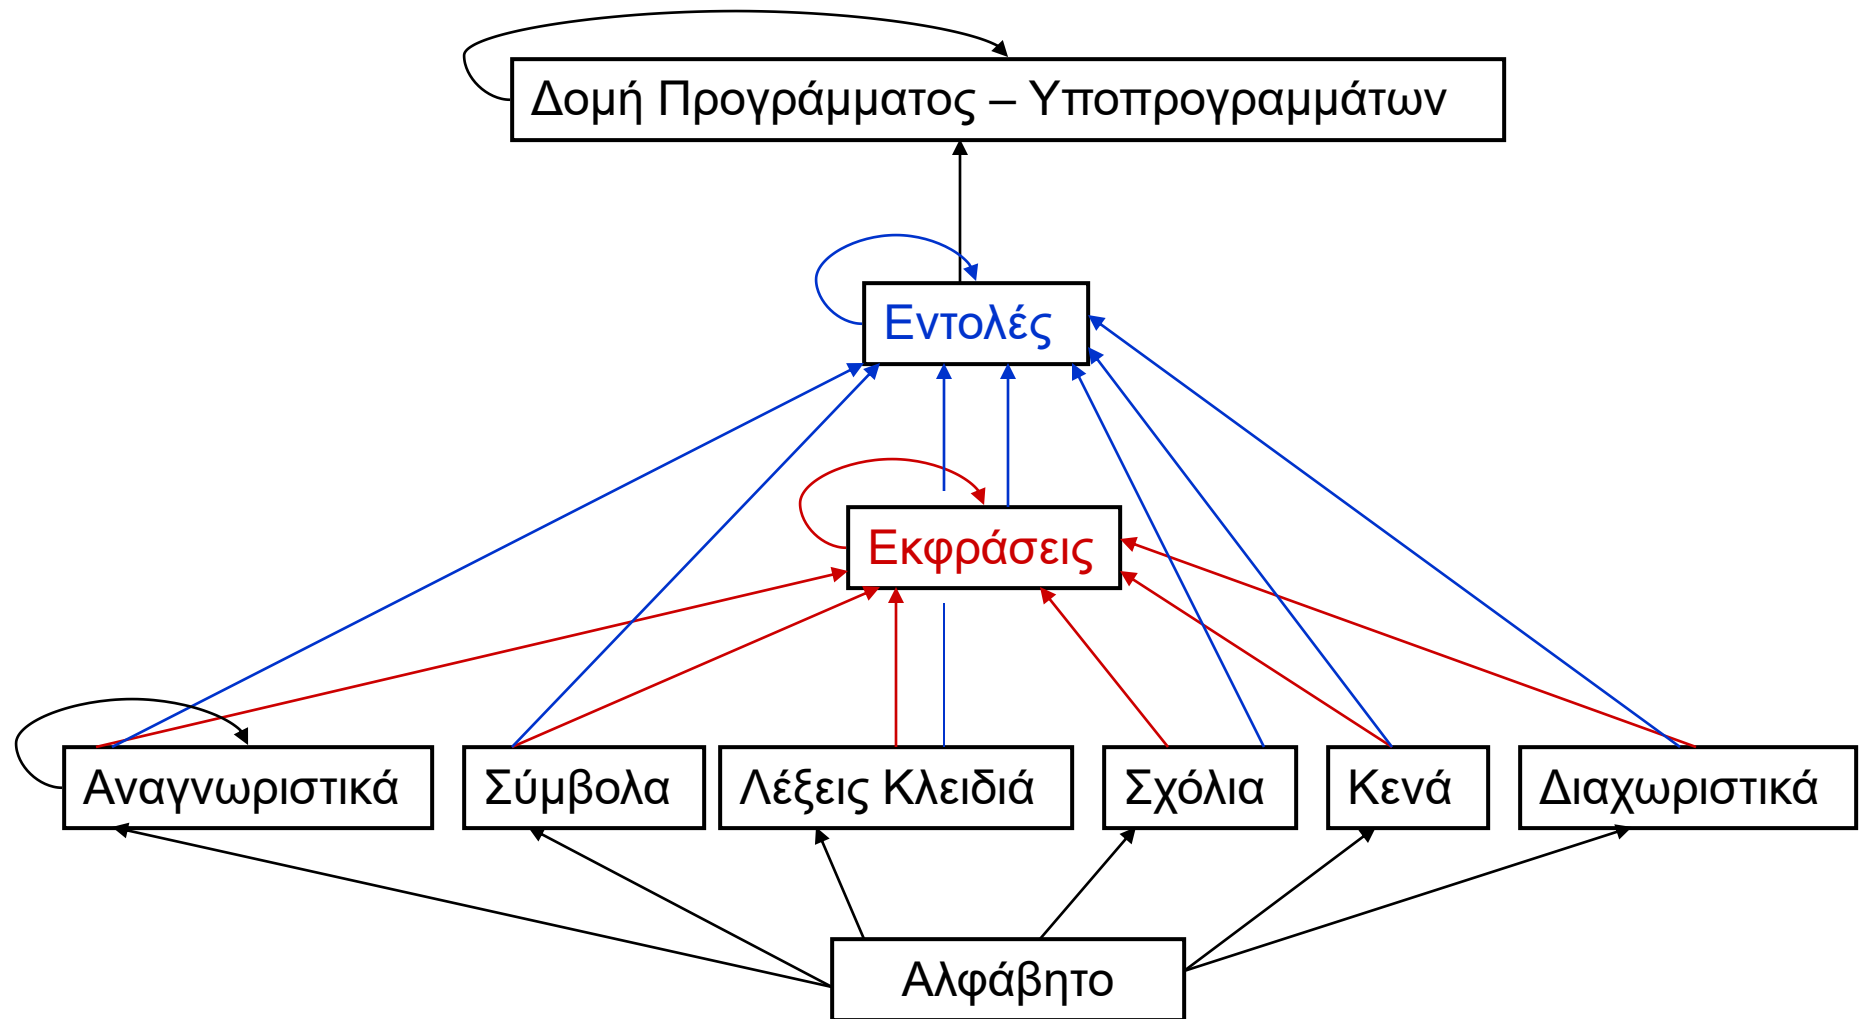 Δομή Προγράμματος – Υποπρογραμμάτων
Εντολές
Εκφράσεις
Αναγνωριστικά
Σύμβολα
Λέξεις Κλειδιά
Σχόλια
Κενά
Διαχωριστικά
Αλφάβητο